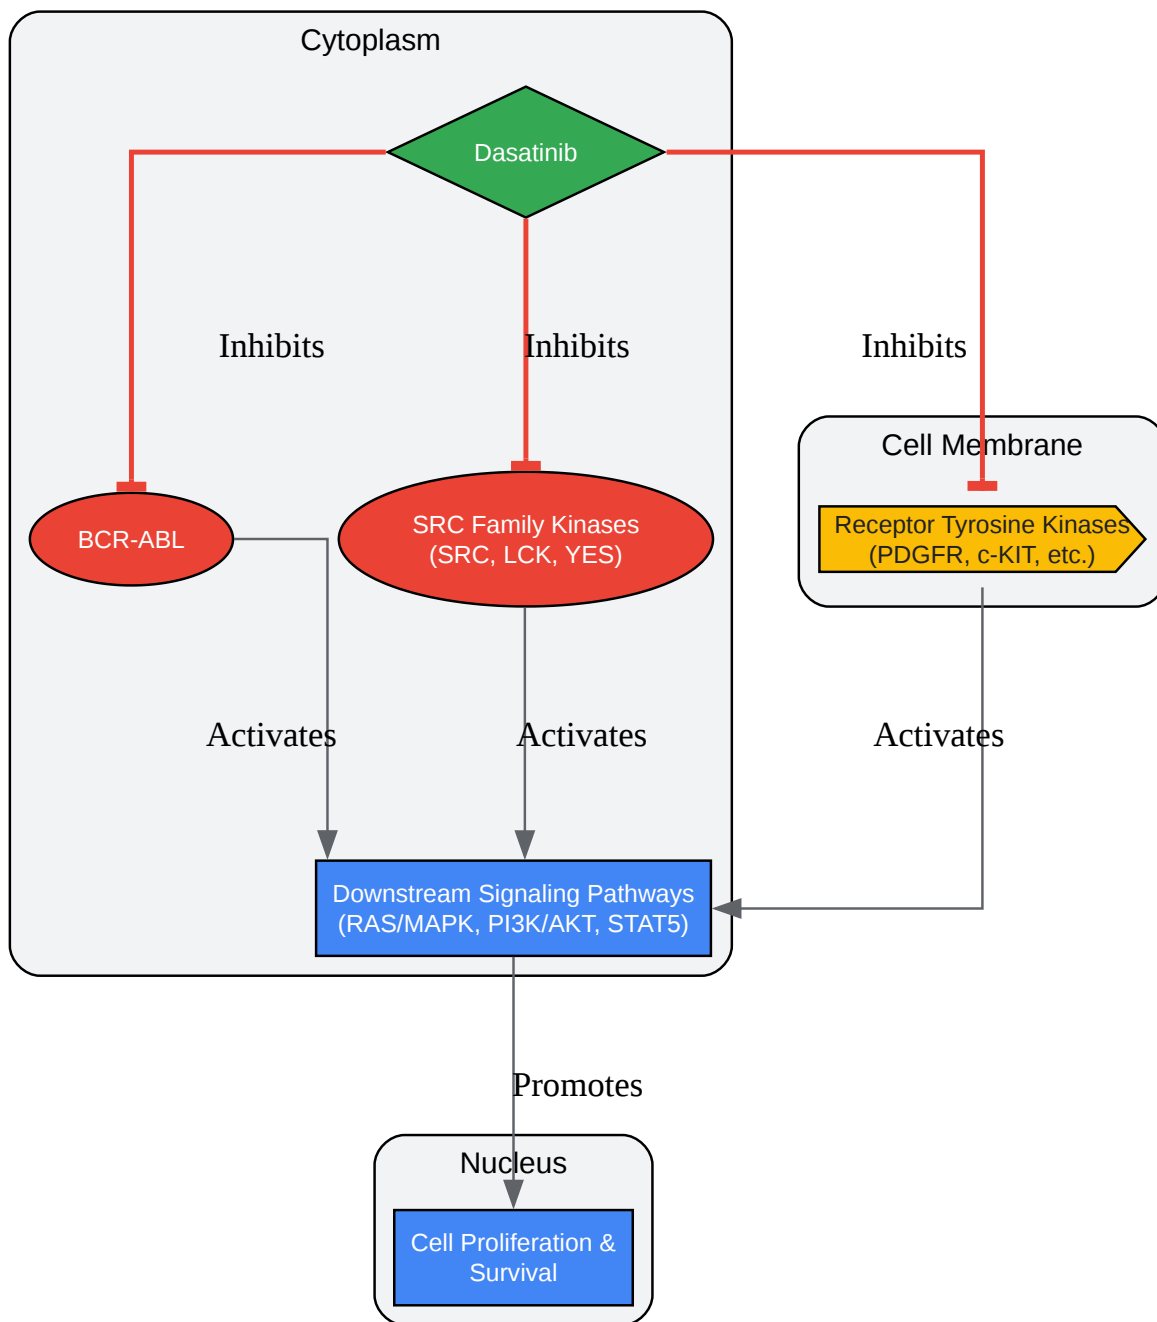 Cytoplasm
Dasatinib
Inhibits
Inhibits
Inhibits
Cell Membrane
BCR-ABL
SRC Family Kinases
(SRC, LCK, YES)
Receptor Tyrosine Kinases
(PDGFR, c-KIT, etc.)
Activates
Activates
Activates
Downstream Signaling Pathways
(RAS/MAPK, PI3K/AKT, STAT5)
Promotes
Nucleus
Cell Proliferation &
Survival